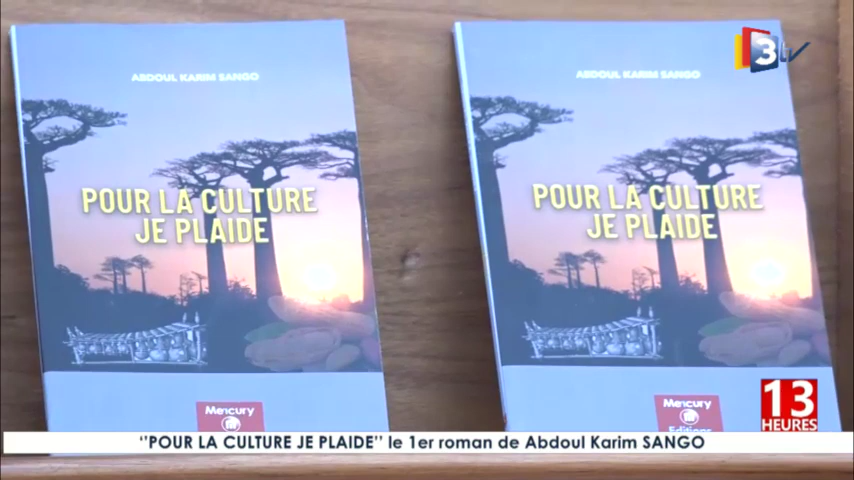 3tv
ABDOUL KARIM SANGO
POUR LA CULTURE
JE PLAIDE
Mercury
ABDOUL KARIM SANGO
POUR LA CULTURE
JE PLAIDE
Mercury
Editions
13
HEURES
‘‘POUR LA CULTURE JE PLAIDE’’ le 1er roman de Abdoul Karim SANGO